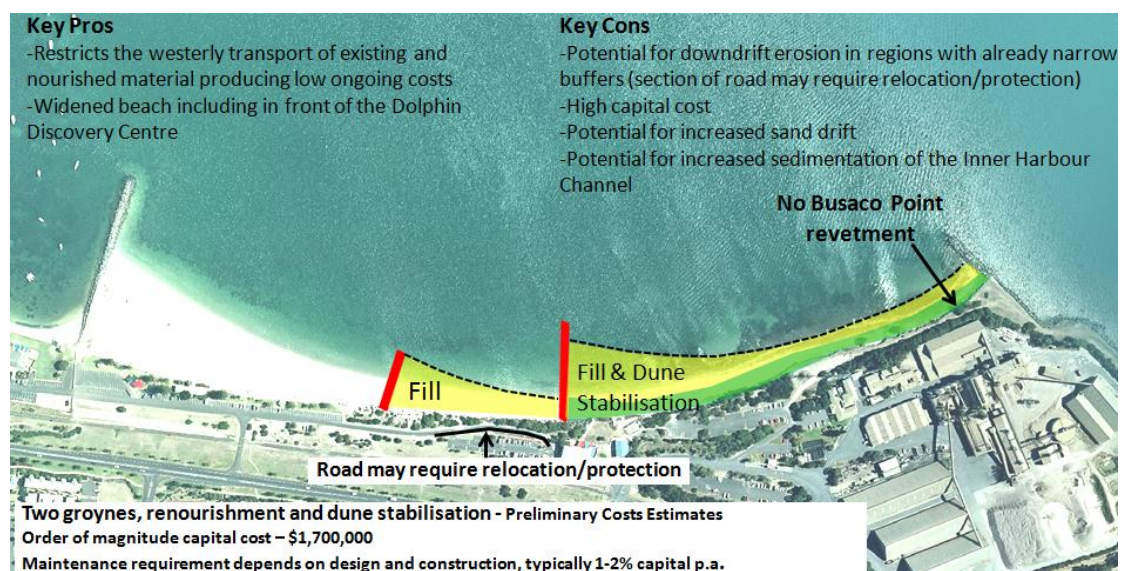 Key Pros
-Restricts the westerly transport of existing and
nourished material producing low ongoing costs
-Widened beach including in front of the Dolphin
Discovery Centre
Key Cons
-Potential for downdrift erosion in regions with already narrow
buffers (section of road may require relocation/protection)
-High capital cost
-Potential for increased sand drift
-Potential for increased sedimentation of the Inner Harbour
Channel
No Busaco Point
revetment
Fill
Fill & Dune
Stabilisation
Road may require relocation/protection
Two groynes, renourishment and dune stabilisation - Preliminary Costs Estimates
Order of magnitude capital cost – $1,700,000
Maintenance requirement depends on design and construction, typically 1-2% capital p.a.